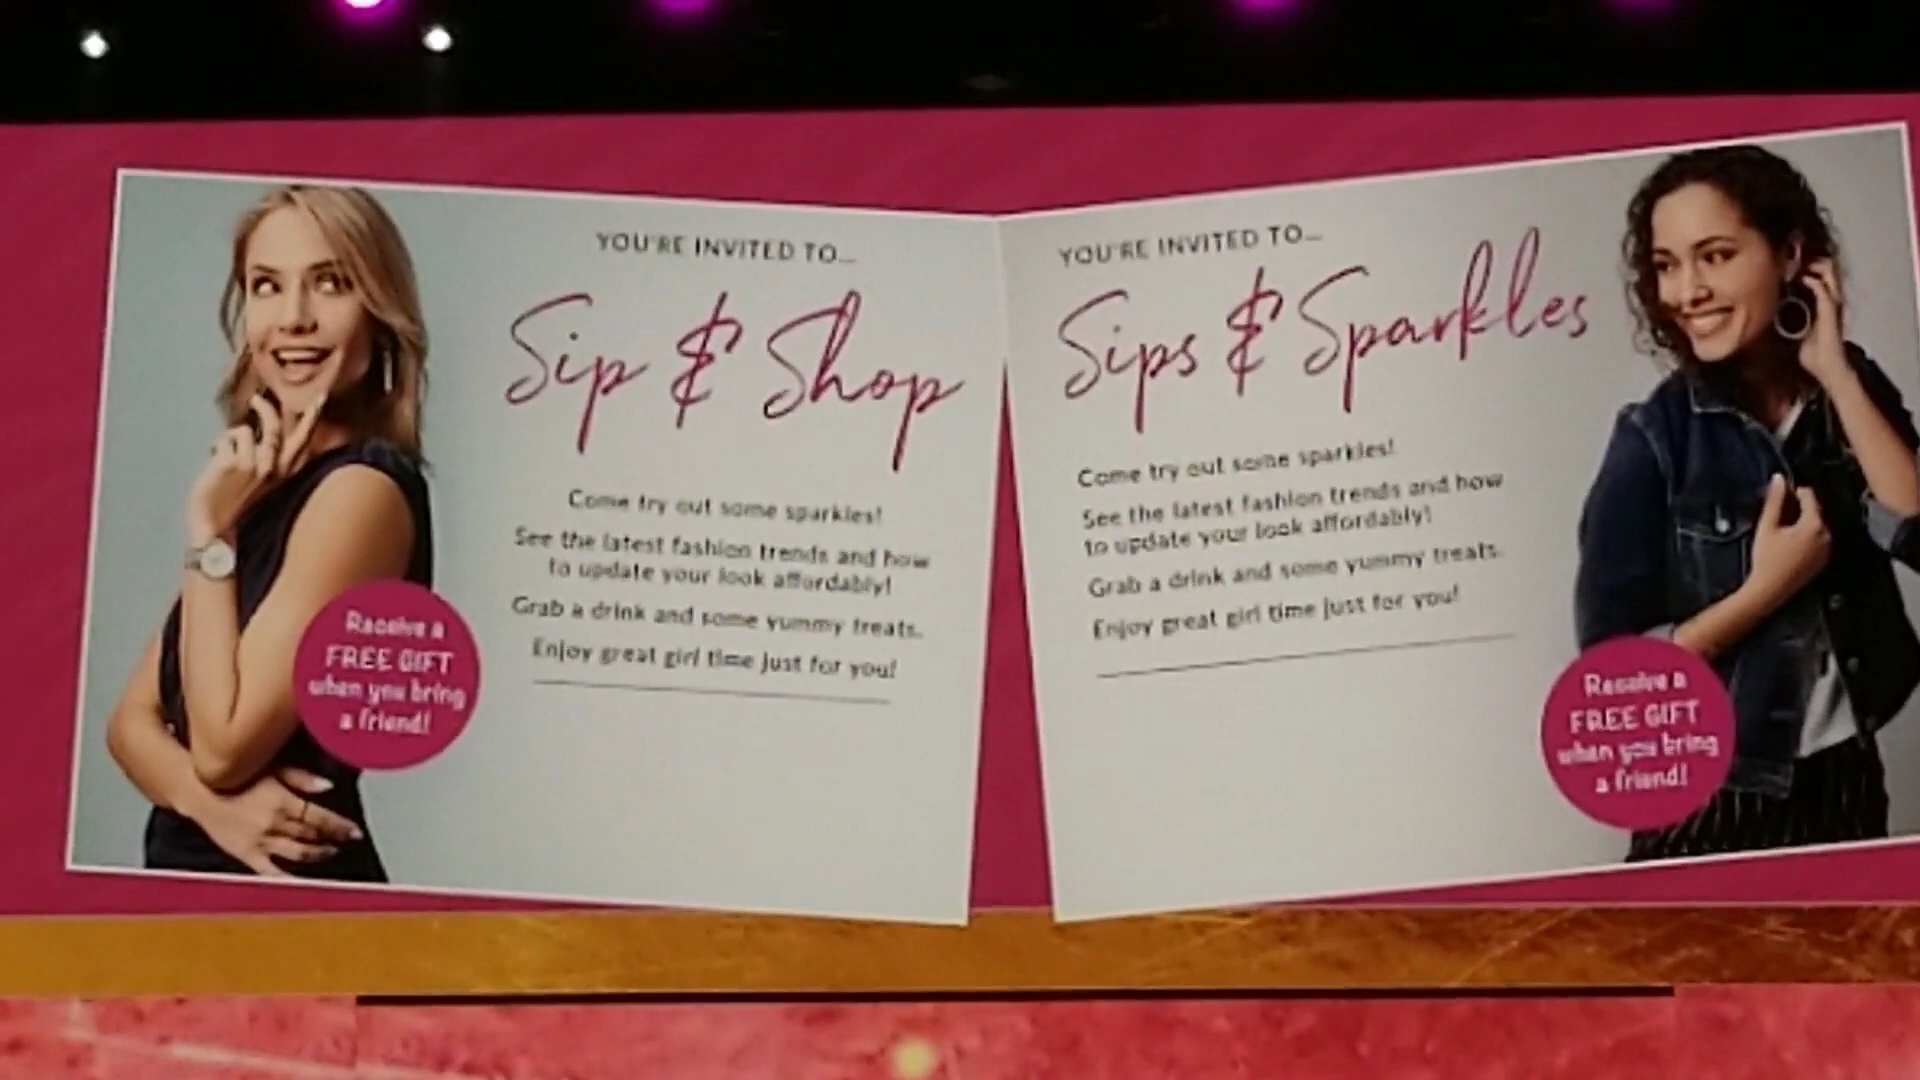 YOU'RE INVITED TO...
Sip & Shop
Come try out some sparkles!
See the latest fashion trends and how
to update your look affordably!
Grab a drink and some yummy treats.
Enjoy great girl time just for you!
Receive a
FREE GIFT
when you bring
a friend!
YOU'RE INVITED TO...
Sips & Sparkles
Come try out some sparkles!
See the latest fashion trends and how
to update your look affordably!
Grab a drink and some yummy treats.
Enjoy great girl time just for you!
Receive a
FREE GIFT
when you bring
a friend!